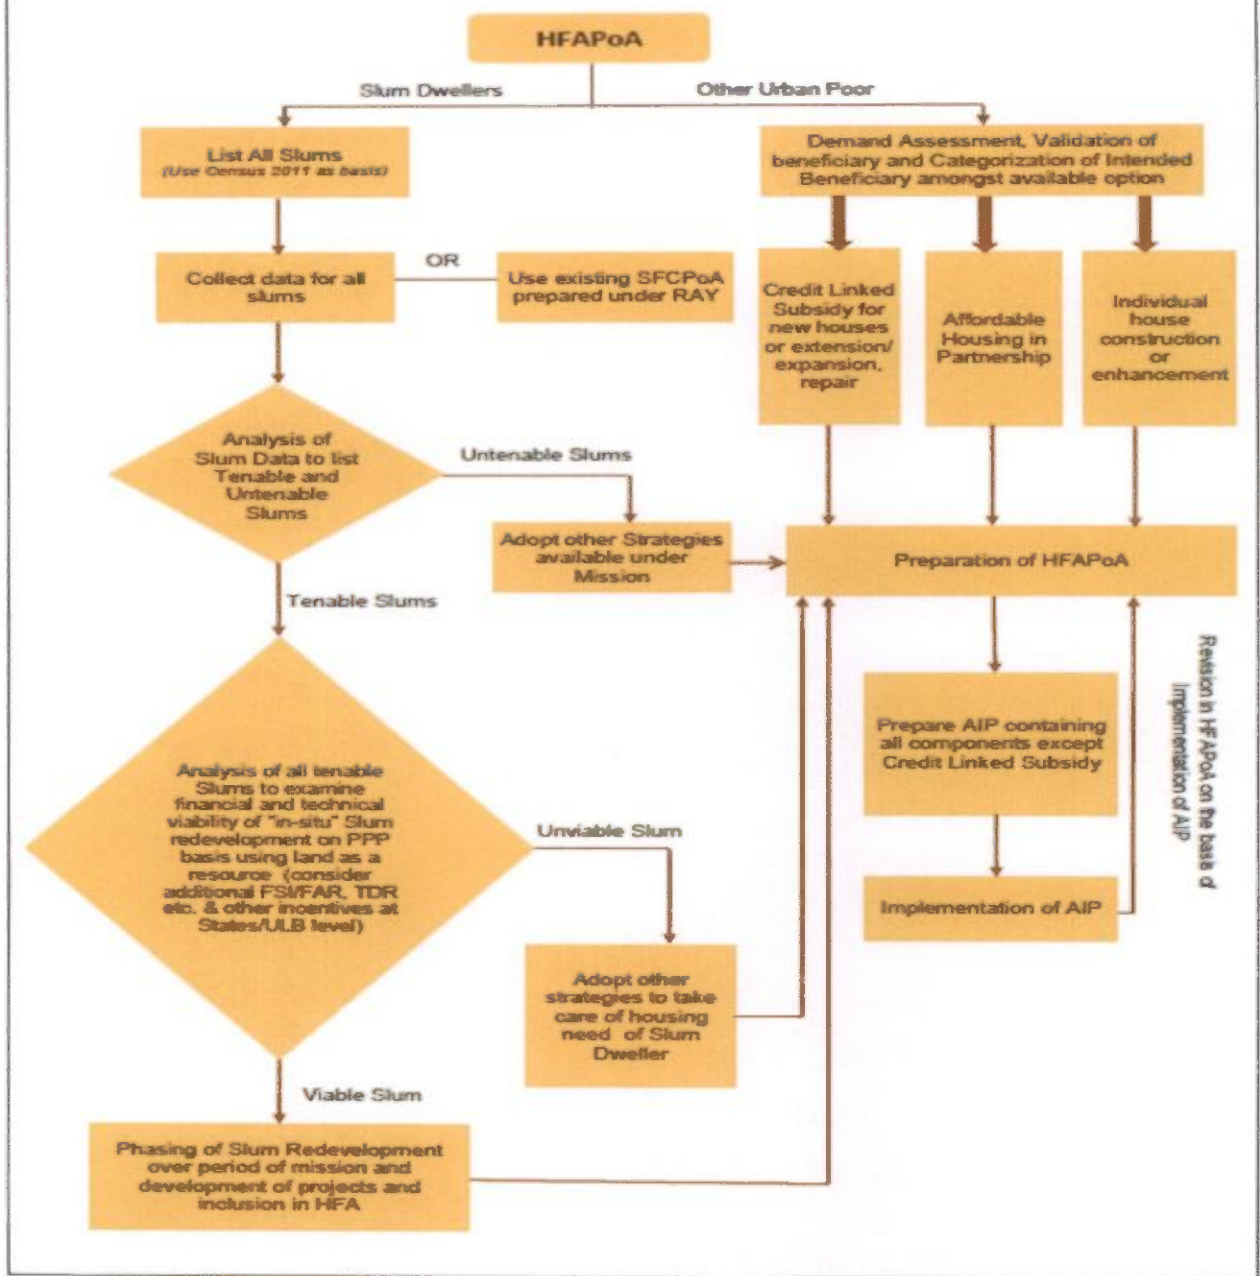 HFAPoA
Slum Dwellers
Other Urban Poor
List All Slums
(Use Census 2011 as basis)
Demand Assessment, Validation of
beneficiary and Categorization of Intended
Beneficiary amongst available option
Collect data for all
slums
OR
Use existing SFCPoA
prepared under RAY
Credit Linked
Subsidy for
new houses
or extension/
expansion,
repair
Affordable
Housing in
Partnership
Individual
house
construction
or
enhancement
Analysis of
Slum Data to list
Tenable and
Untenable
Slums
Untenable Slums
Adopt other Strategies
available under
Mission
Preparation of HFAPoA
Tenable Slums
Analysis of all tenable
Slums to examine
financial and technical
viability of "in-situ" Slum
redevelopment on PPP
basis using land as a
resource (consider
additional FSI/FAR, TDR
etc. & other incentives at
States/ULB level)
Unviable Slum
Adopt other
strategies to take
care of housing
need of Slum
Dweller
Prepare AIP containing
all components except
Credit Linked Subsidy
Implementation of AIP
Revision in HFAPoA on the basis of
Implementation of AIP
Viable Slum
Phasing of Slum Redevelopment
over period of mission and
development of projects and
inclusion in HFA